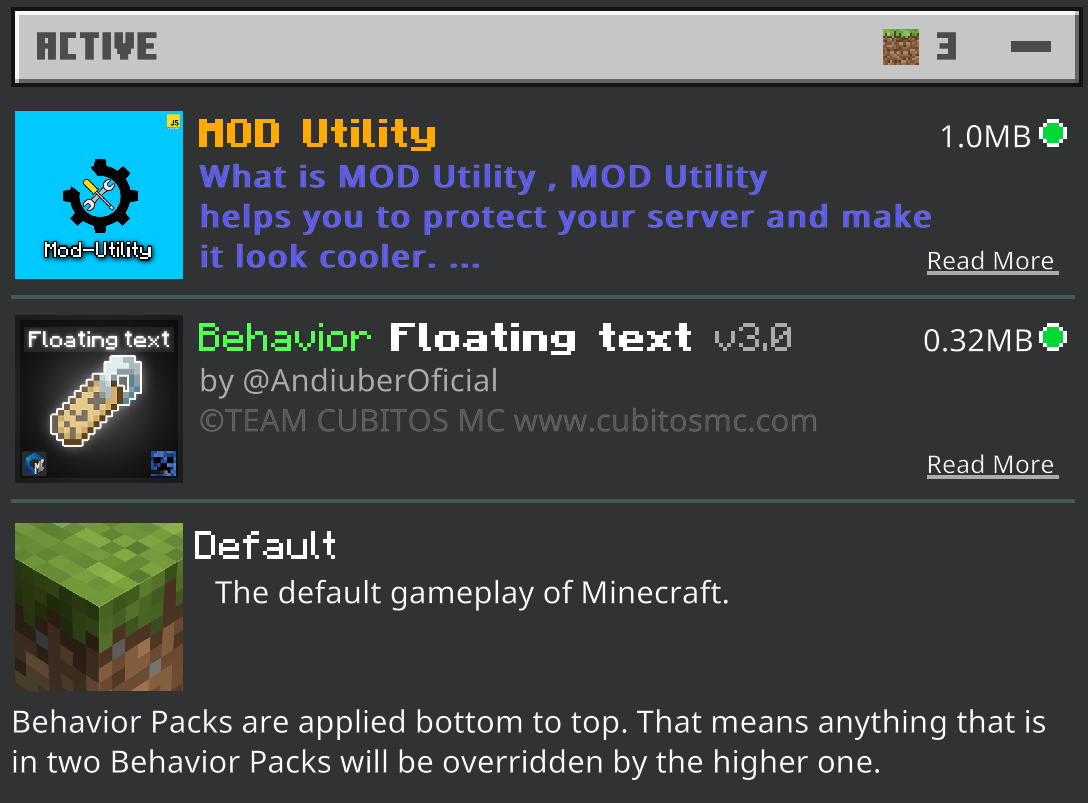 ACTIVE 3
JS
Mod-Utility
MOD Utility
1.0MB
What is MOD Utility , MOD Utility
helps you to protect your server and make
it look cooler. ...
Read More
Floating text
Behavior Floating text v3.0
0.32MB
by @AndiuberOficial
©TEAM CUBITOS MC www.cubitosmc.com
Read More
Default
The default gameplay of Minecraft.
Behavior Packs are applied bottom to top. That means anything that is
in two Behavior Packs will be overridden by the higher one.